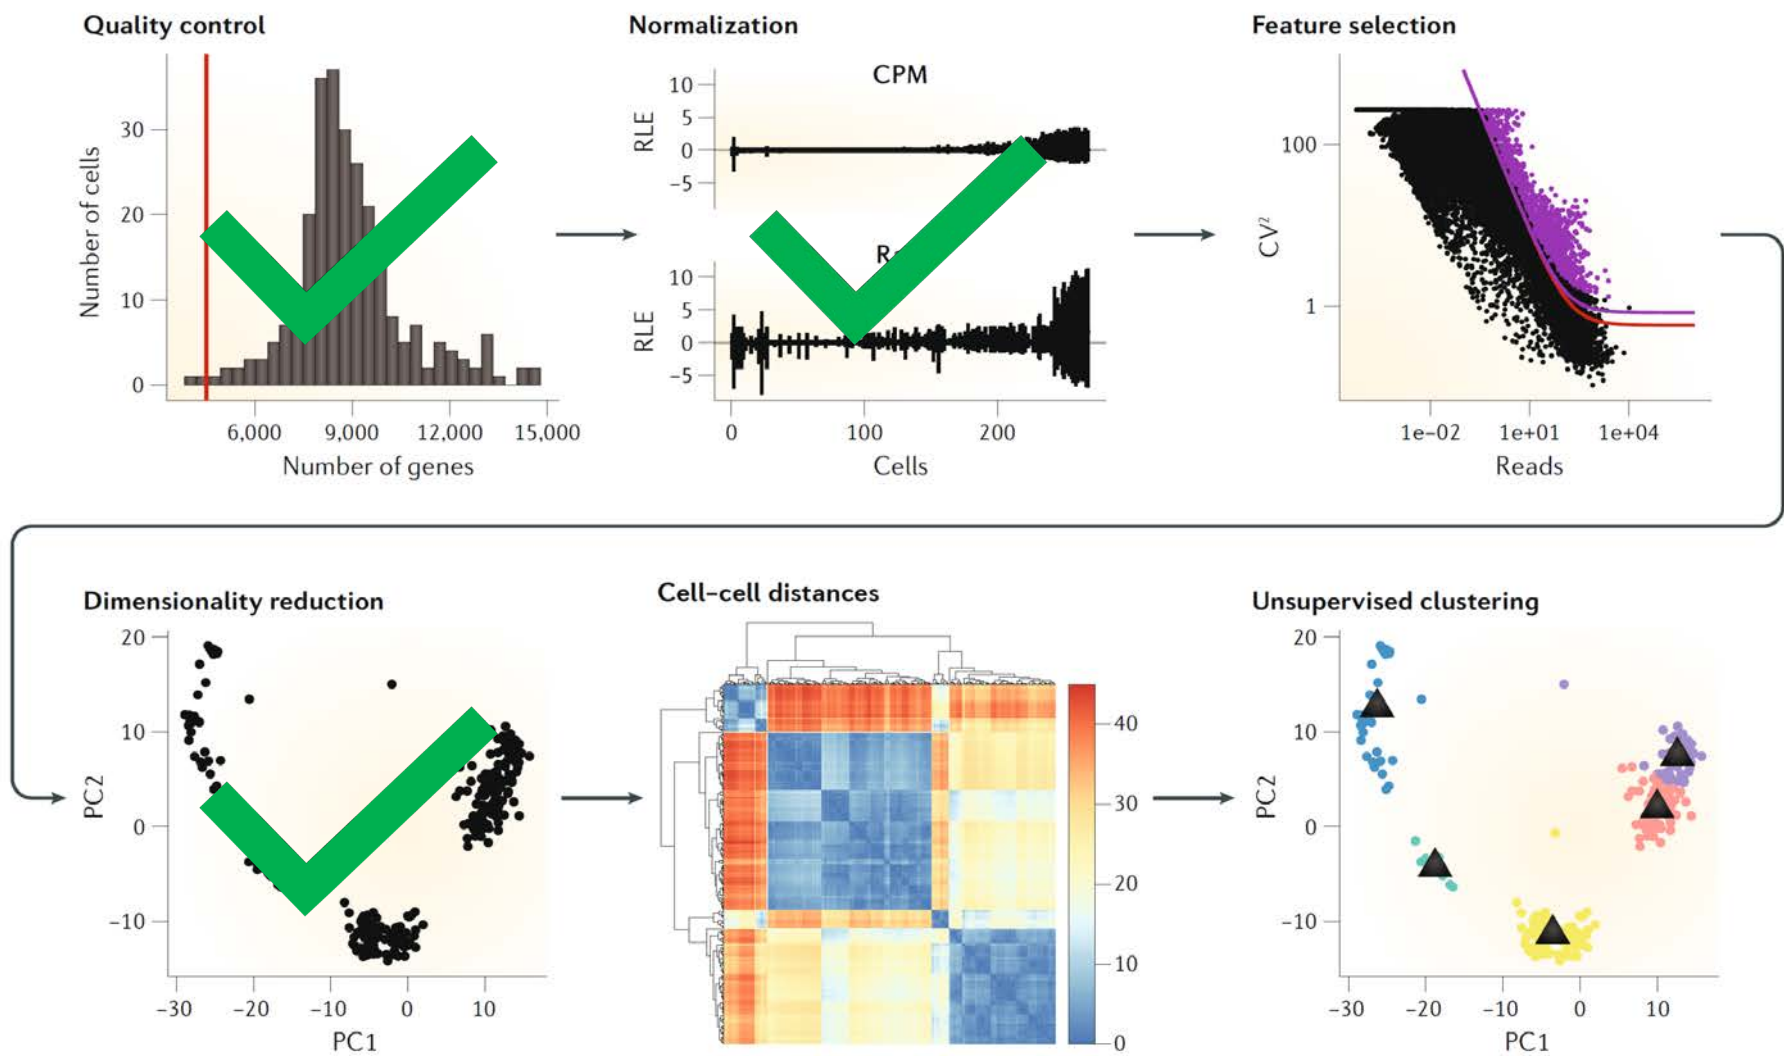 Quality control
Number of cells
30
20
10
0
6,000 9,000 12,000 15,000
Number of genes
Normalization
CPM
RLE
10
5
0
−5
RLE
10
5
0
−5
0 100 200
Cells
Feature selection
CV²
100
1
1e−02 1e+01 1e+04
Reads
Dimensionality reduction
PC2
20
10
0
−10
−30 −20 −10 0 10
PC1
Cell–cell distances
40
30
20
10
0
Unsupervised clustering
PC2
20
10
0
−10
−30 −20 −10 0 10
PC1